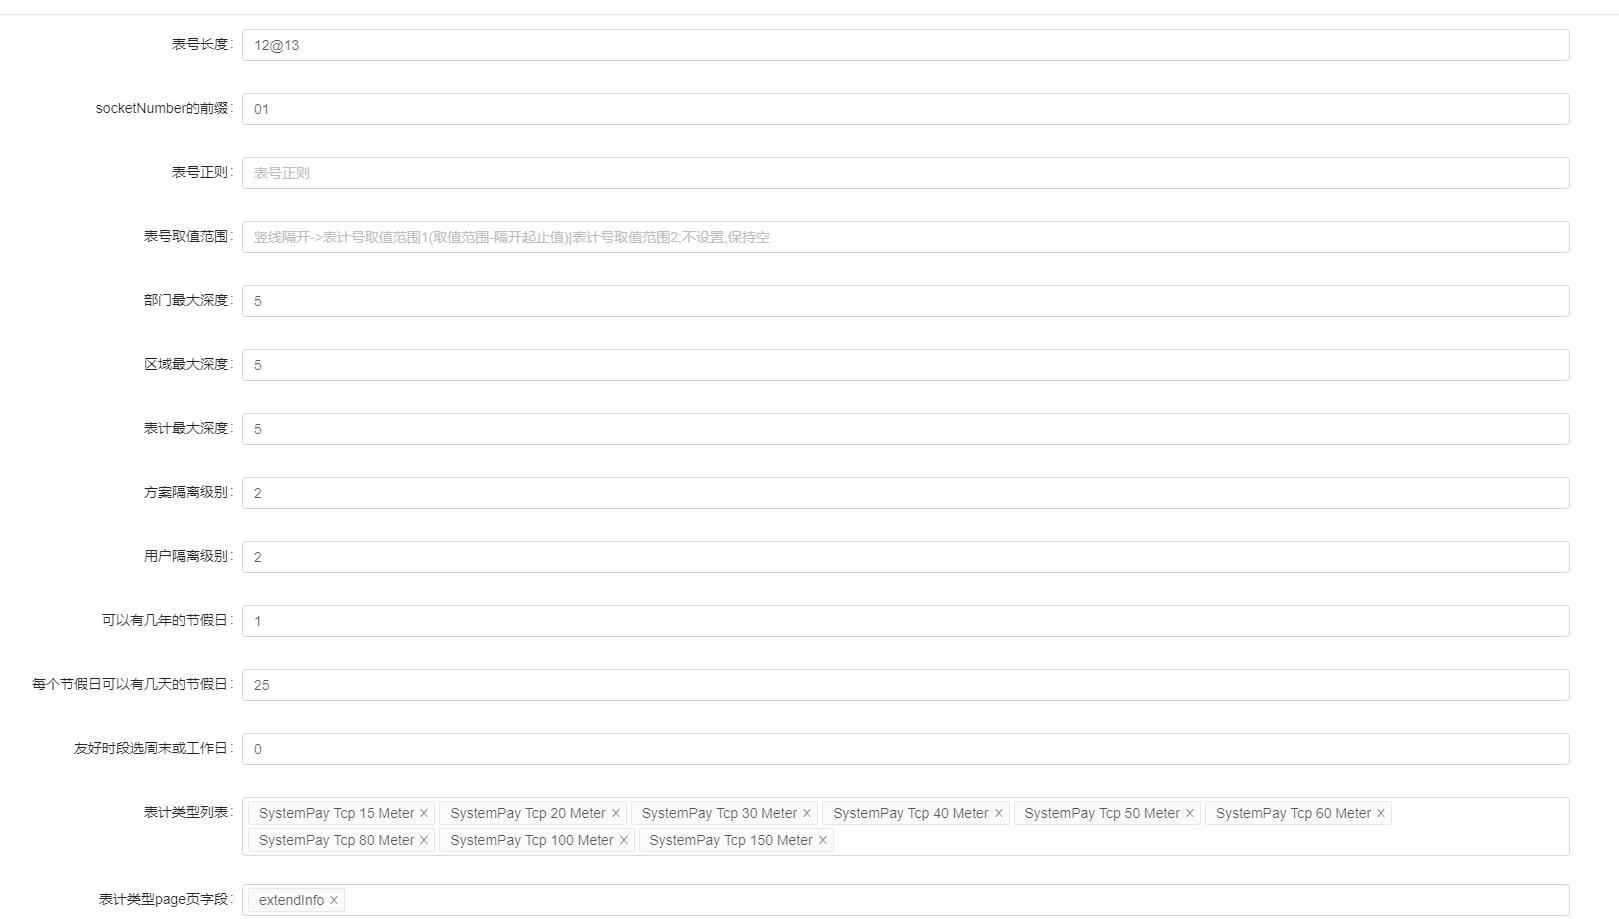 表号长度: 12@13
socketNumber的前缀: 01
表号正则: 表号正则
表号取值范围: 竖线隔开->表计号取值范围1(取值范围-隔开起止值)|表计号取值范围2;不设置,保持空
部门最大深度: 5
区域最大深度: 5
表计最大深度: 5
方案隔离级别: 2
用户隔离级别: 2
可以有几年的节假日: 1
每个节假日可以有几天的节假日: 25
友好时段选周末或工作日: 0
表计类型列表: SystemPay Tcp 15 Meter × SystemPay Tcp 20 Meter × SystemPay Tcp 30 Meter × SystemPay Tcp 40 Meter × SystemPay Tcp 50 Meter × SystemPay Tcp 60 Meter ×
SystemPay Tcp 80 Meter × SystemPay Tcp 100 Meter × SystemPay Tcp 150 Meter ×
表计类型page页字段: extendInfo ×